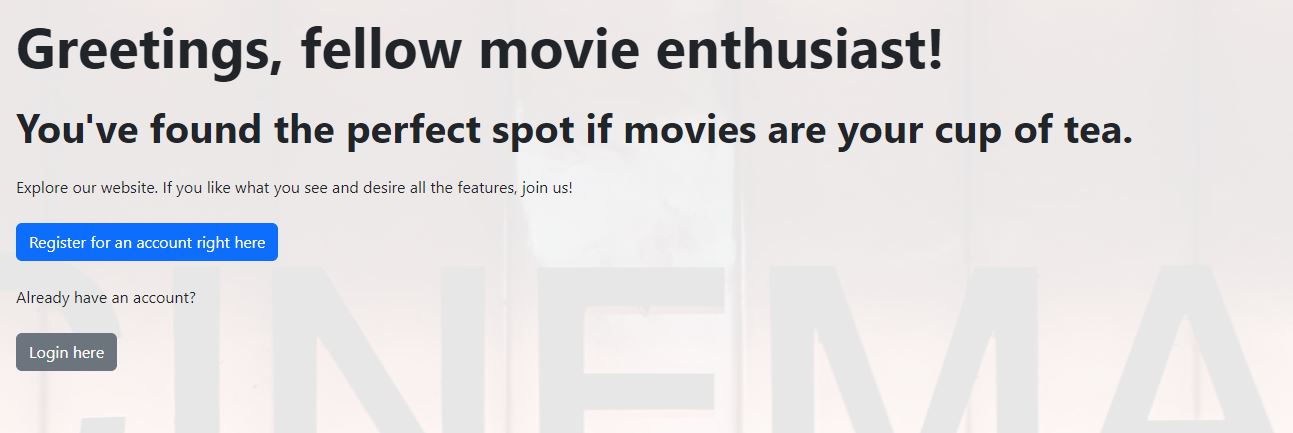 Greetings, fellow movie enthusiast!
You've found the perfect spot if movies are your cup of tea.
Explore our website. If you like what you see and desire all the features, join us!
Register for an account right here
Already have an account?
Login here
CINEMA